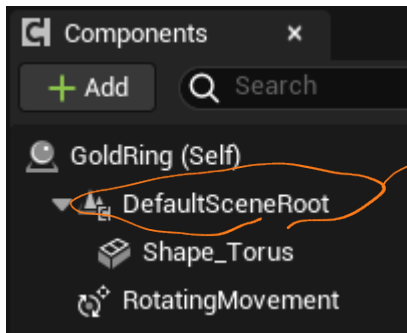 Components
Add
Search
GoldRing (Self)
DefaultSceneRoot
Shape_Torus
RotatingMovement